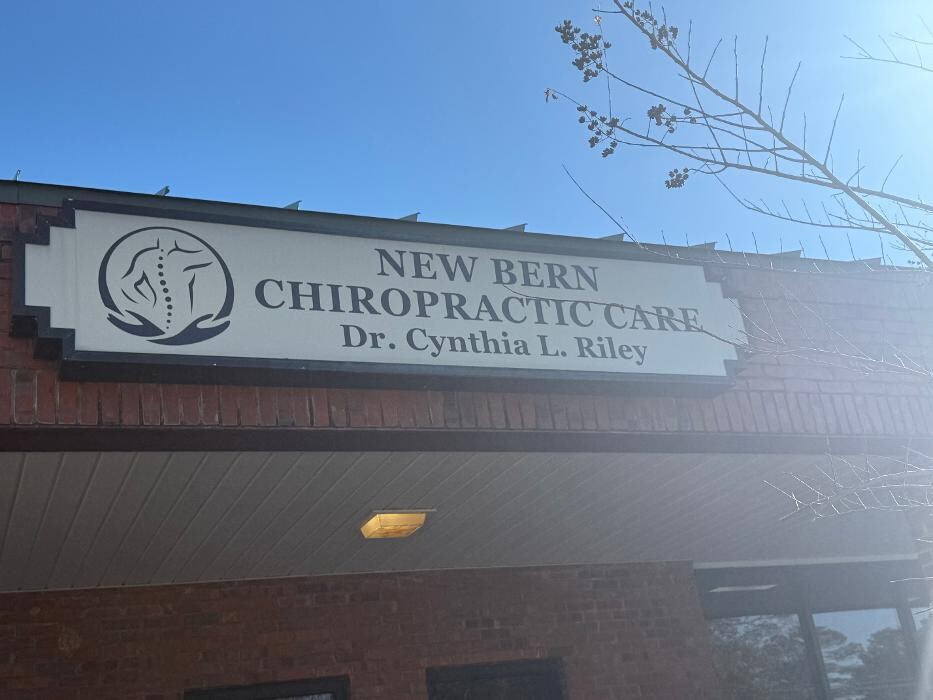 NEW BERN
CHIROPRACTIC CARE
Dr. Cynthia L. Riley